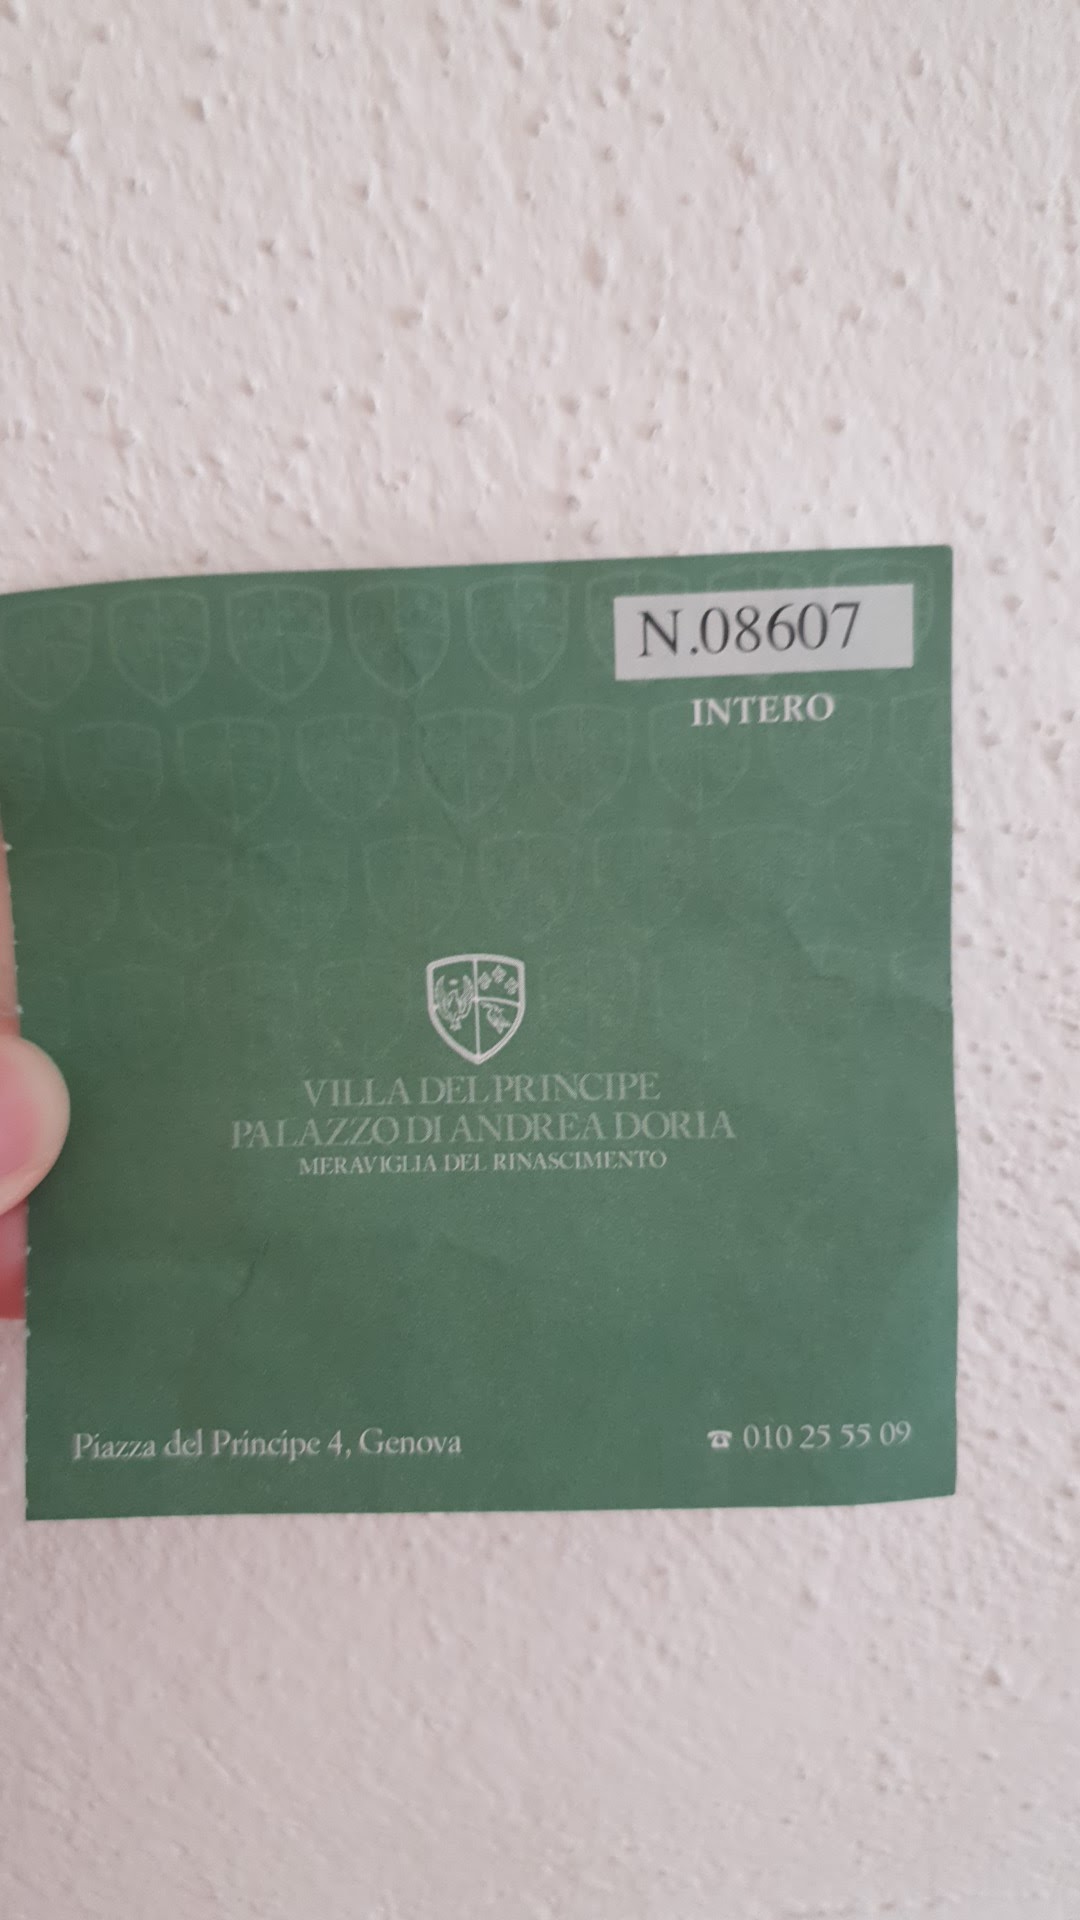 N.08607
INTERO
VILLA DEL PRINCIPE
PALAZZO DI ANDREA DORIA
MERAVIGLIA DEL RINASCIMENTO
Piazza del Principe 4, Genova
☎ 010 25 55 09